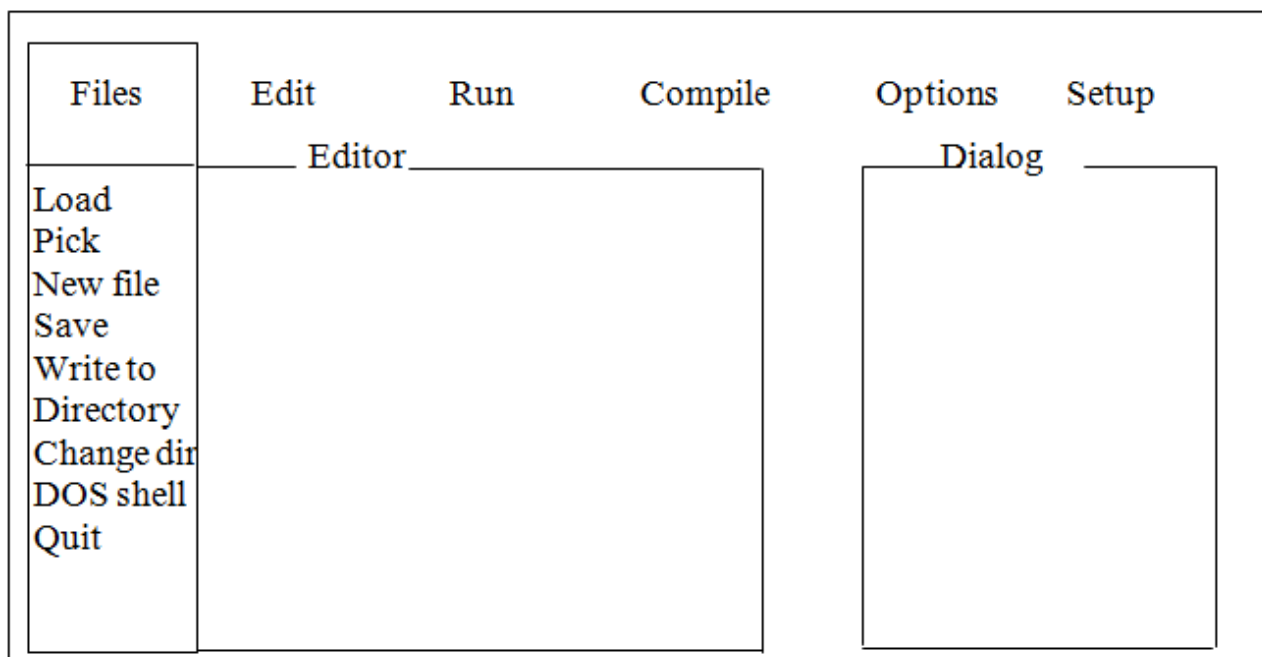 Files Edit Run Compile Options Setup
Editor Dialog
Load
Pick
New file
Save
Write to
Directory
Change dir
DOS shell
Quit